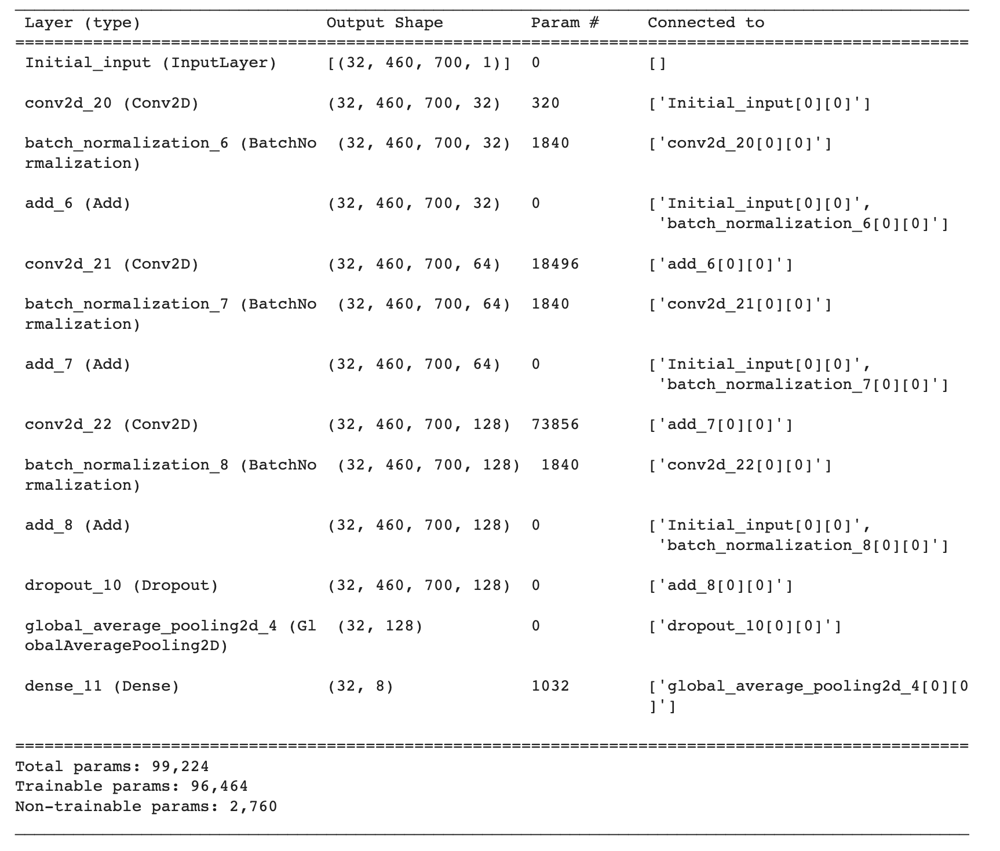 Layer (type) Output Shape Param # Connected to
==================================================================================================
Initial_input (InputLayer) [(32, 460, 700, 1)] 0 []
conv2d_20 (Conv2D) (32, 460, 700, 32) 320 ['Initial_input[0][0]']
batch_normalization_6 (BatchNo (32, 460, 700, 32) 1840 ['conv2d_20[0][0]']
rmalization)
add_6 (Add) (32, 460, 700, 32) 0 ['Initial_input[0][0]',
'batch_normalization_6[0][0]']
conv2d_21 (Conv2D) (32, 460, 700, 64) 18496 ['add_6[0][0]']
batch_normalization_7 (BatchNo (32, 460, 700, 64) 1840 ['conv2d_21[0][0]']
rmalization)
add_7 (Add) (32, 460, 700, 64) 0 ['Initial_input[0][0]',
'batch_normalization_7[0][0]']
conv2d_22 (Conv2D) (32, 460, 700, 128) 73856 ['add_7[0][0]']
batch_normalization_8 (BatchNo (32, 460, 700, 128) 1840 ['conv2d_22[0][0]']
rmalization)
add_8 (Add) (32, 460, 700, 128) 0 ['Initial_input[0][0]',
'batch_normalization_8[0][0]']
dropout_10 (Dropout) (32, 460, 700, 128) 0 ['add_8[0][0]']
global_average_pooling2d_4 (Gl (32, 128) 0 ['dropout_10[0][0]']
obalAveragePooling2D)
dense_11 (Dense) (32, 8) 1032 ['global_average_pooling2d_4[0][0
]']
==================================================================================================
Total params: 99,224
Trainable params: 96,464
Non-trainable params: 2,760